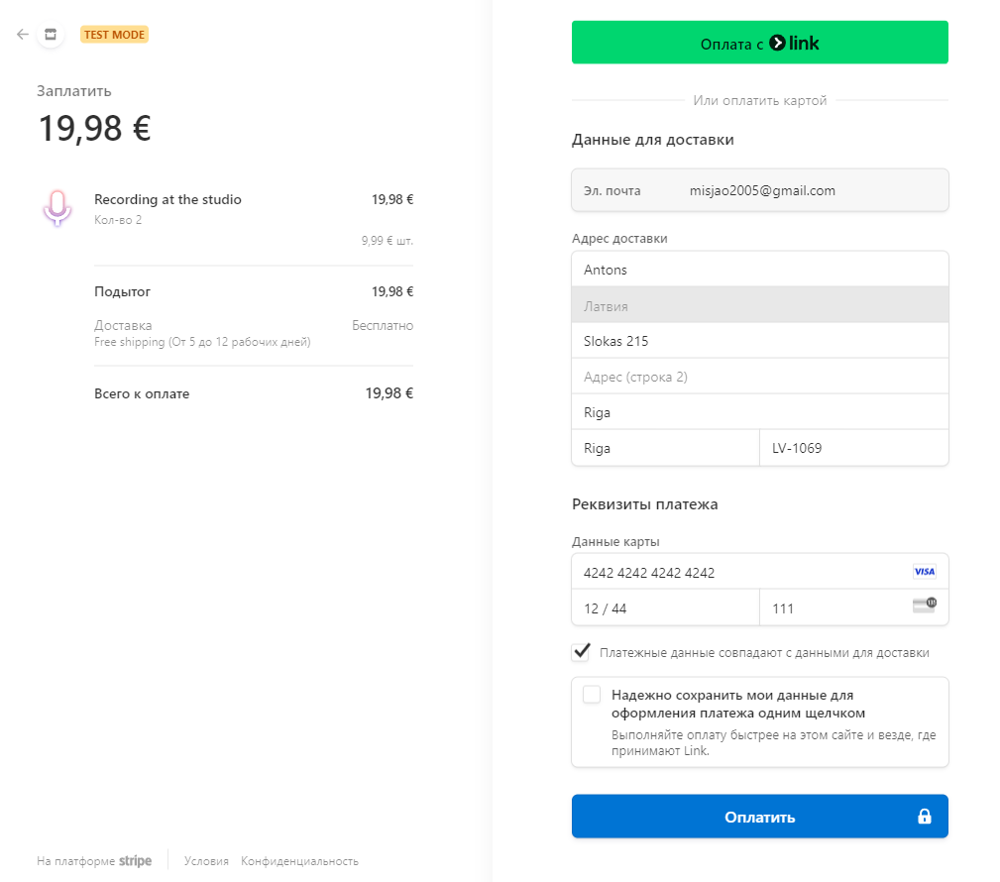 TEST MODE
Заплатить
19,98 €
Recording at the studio 19,98 €
Кол-во 2
9,99 € шт.
Подытог 19,98 €
Доставка Бесплатно
Free shipping (От 5 до 12 рабочих дней)
Всего к оплате 19,98 €
На платформе stripe Условия Конфиденциальность
Оплата с link
Или оплатить картой
Данные для доставки
Эл. почта misjao2005@gmail.com
Адрес доставки
Antons
Латвия
Slokas 215
Адрес (строка 2)
Riga
Riga LV-1069
Реквизиты платежа
Данные карты
4242 4242 4242 4242 VISA
12 / 44 111
Платежные данные совпадают с данными для доставки
Надежно сохранить мои данные для
оформления платежа одним щелчком
Выполняйте оплату быстрее на этом сайте и везде, где
принимают Link.
Оплатить